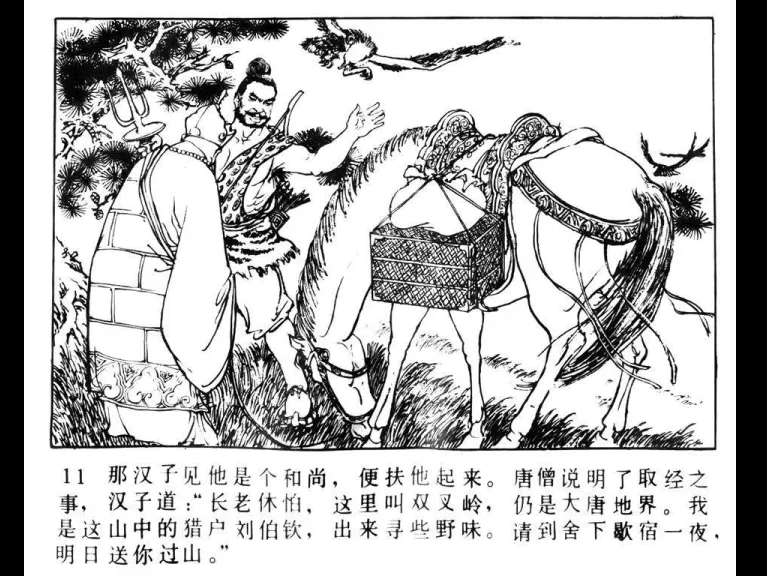 11 那汉子见他是个和尚，便扶他起来。唐僧说明了取经之
事，汉子道：“长老休怕，这里叫双叉岭，仍是大唐地界。我
是这山中的猎户刘伯钦，出来寻些野味。请到舍下歇宿一夜，
明日送你过山。”